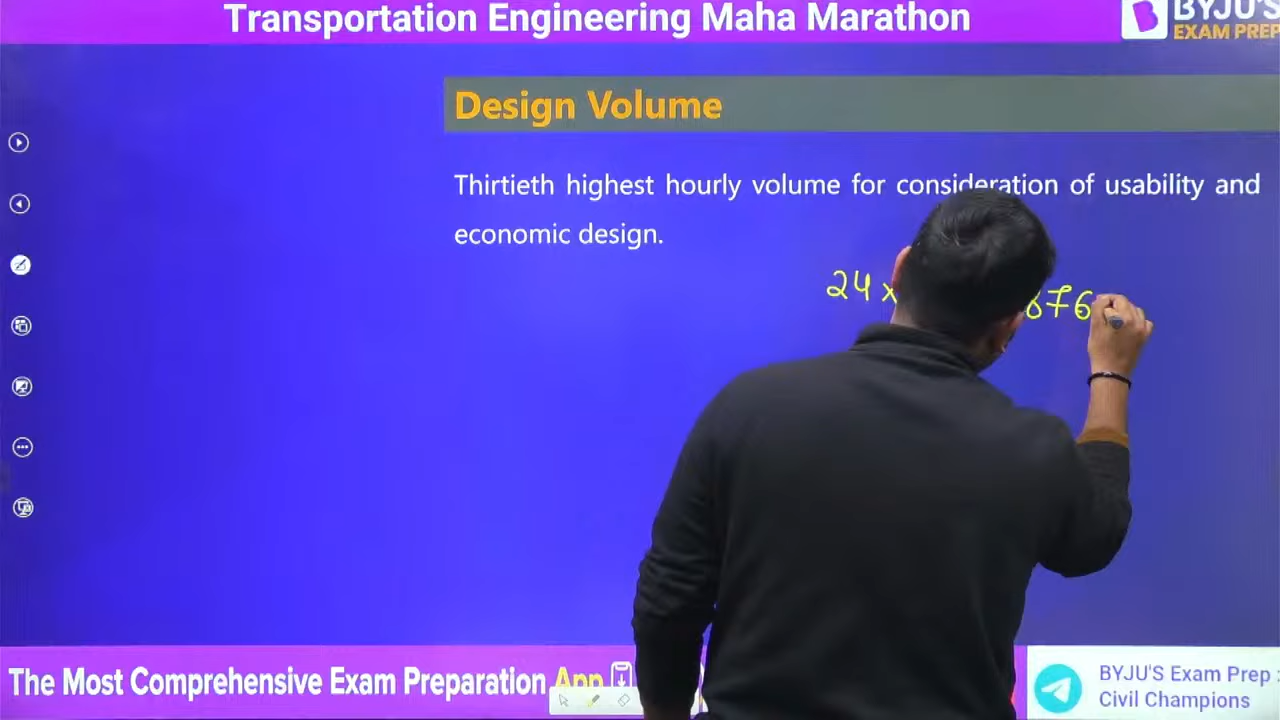 Transportation Engineering Maha Marathon
BYJU'S
EXAM PREP
Design Volume
Thirtieth highest hourly volume for consideration of usability and
economic design.
24 × 876
The Most Comprehensive Exam Preparation App
BYJU'S Exam Prep :
Civil Champions